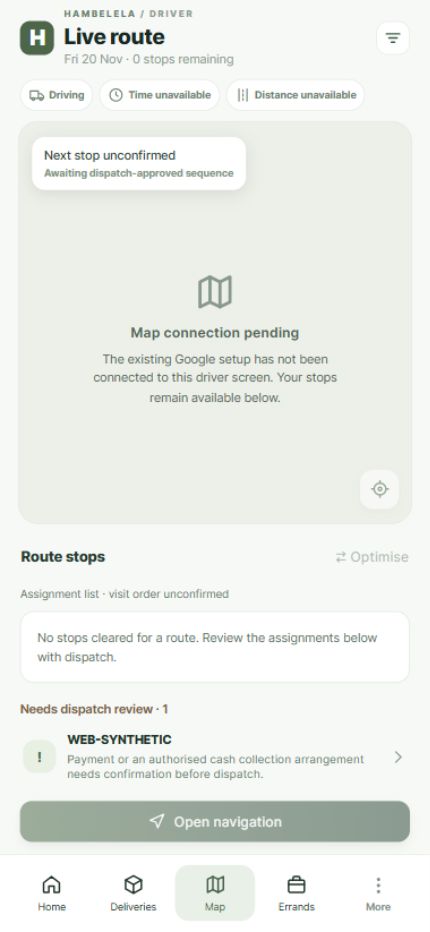 H
HAMBELELA / DRIVER
Live route
Fri 20 Nov · 0 stops remaining
Driving
Time unavailable
Distance unavailable
Next stop unconfirmed
Awaiting dispatch-approved sequence
Map connection pending
The existing Google setup has not been
connected to this driver screen. Your stops
remain available below.
Route stops
Optimise
Assignment list · visit order unconfirmed
No stops cleared for a route. Review the assignments below
with dispatch.
Needs dispatch review · 1
!
WEB-SYNTHETIC
Payment or an authorised cash collection arrangement
needs confirmation before dispatch.
Open navigation
Home
Deliveries
Map
Errands
More